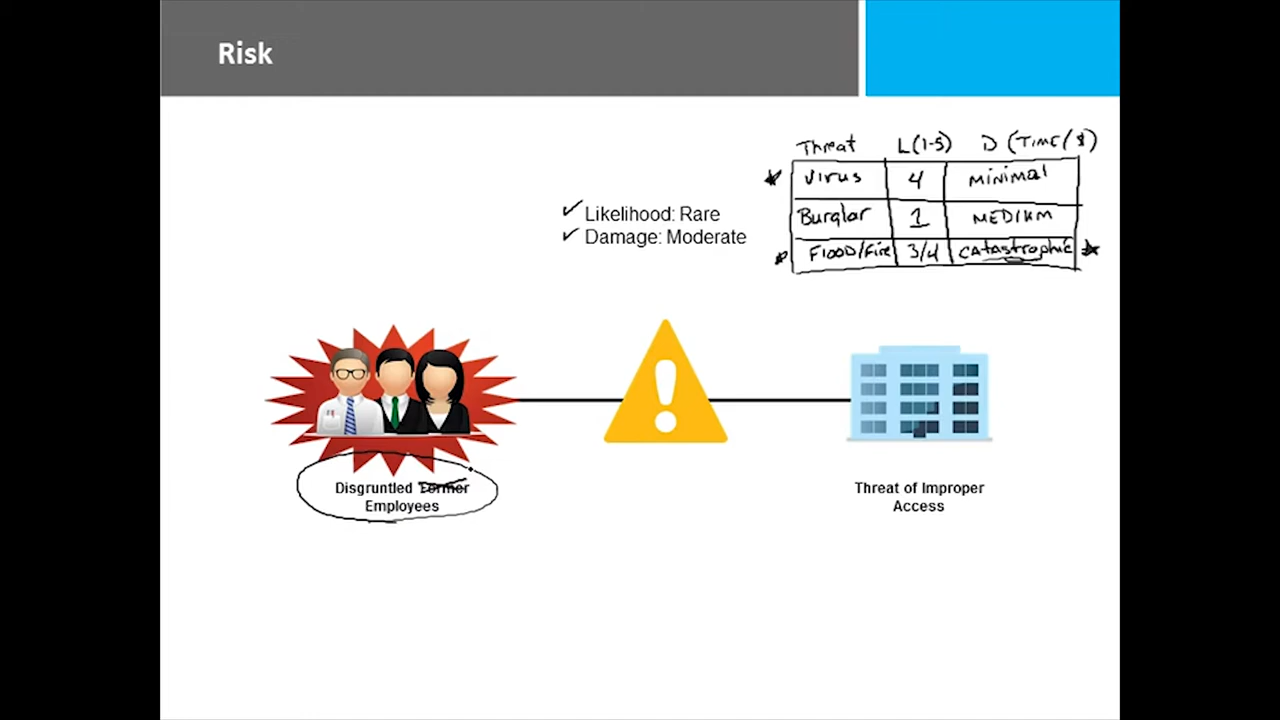 Risk
Threat L(1-5) D (TIME/$)
Virus 4 MINIMAL
Burglar 1 MEDIUM
FlOOD/Fire 3/4 CATastrophic
Likelihood: Rare
Damage: Moderate
Disgruntled Former
Employees
Threat of Improper
Access